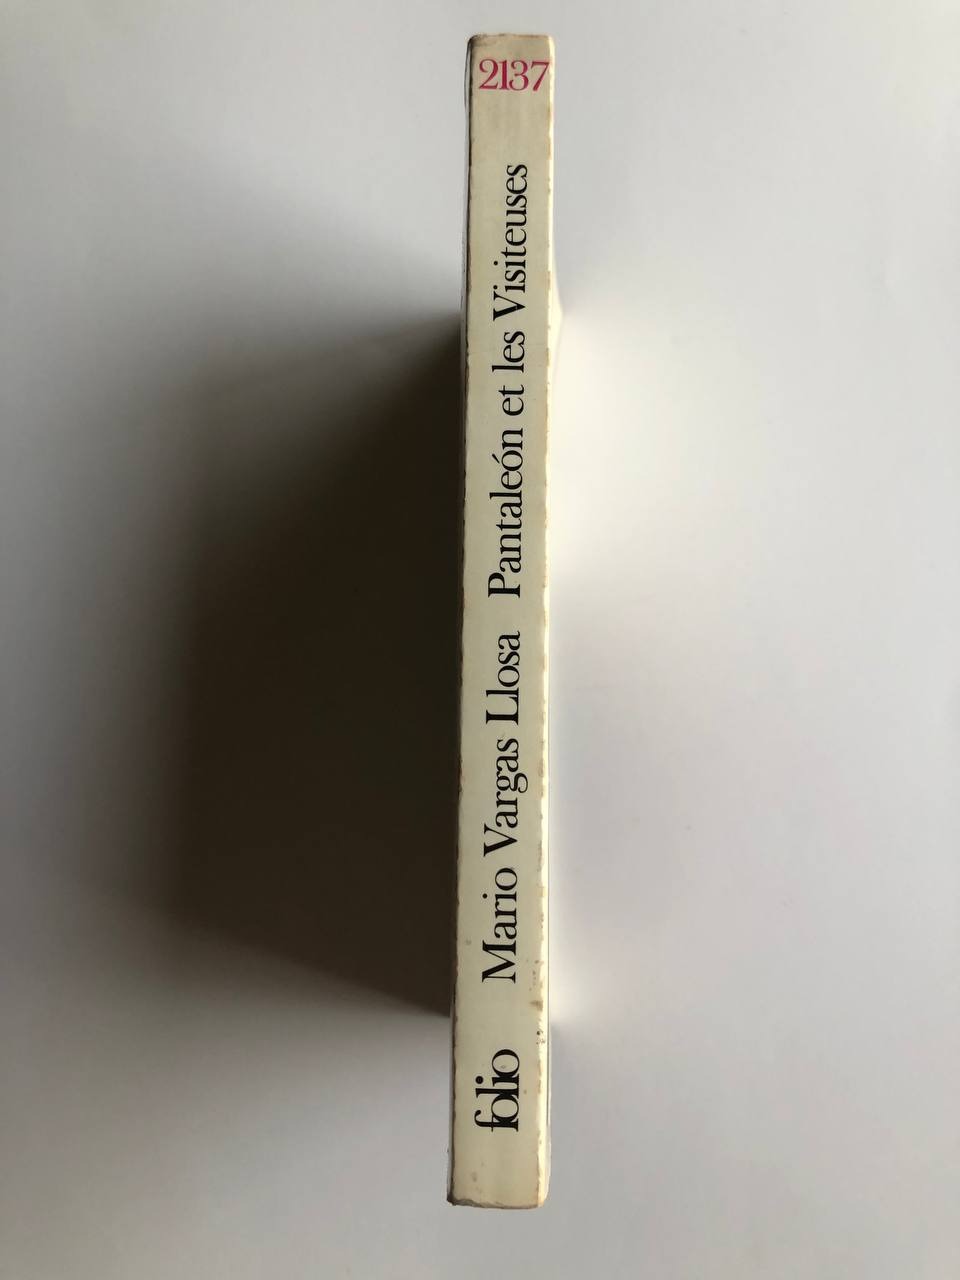 2137
folio Mario Vargas Llosa Pantaleón et les Visiteuses